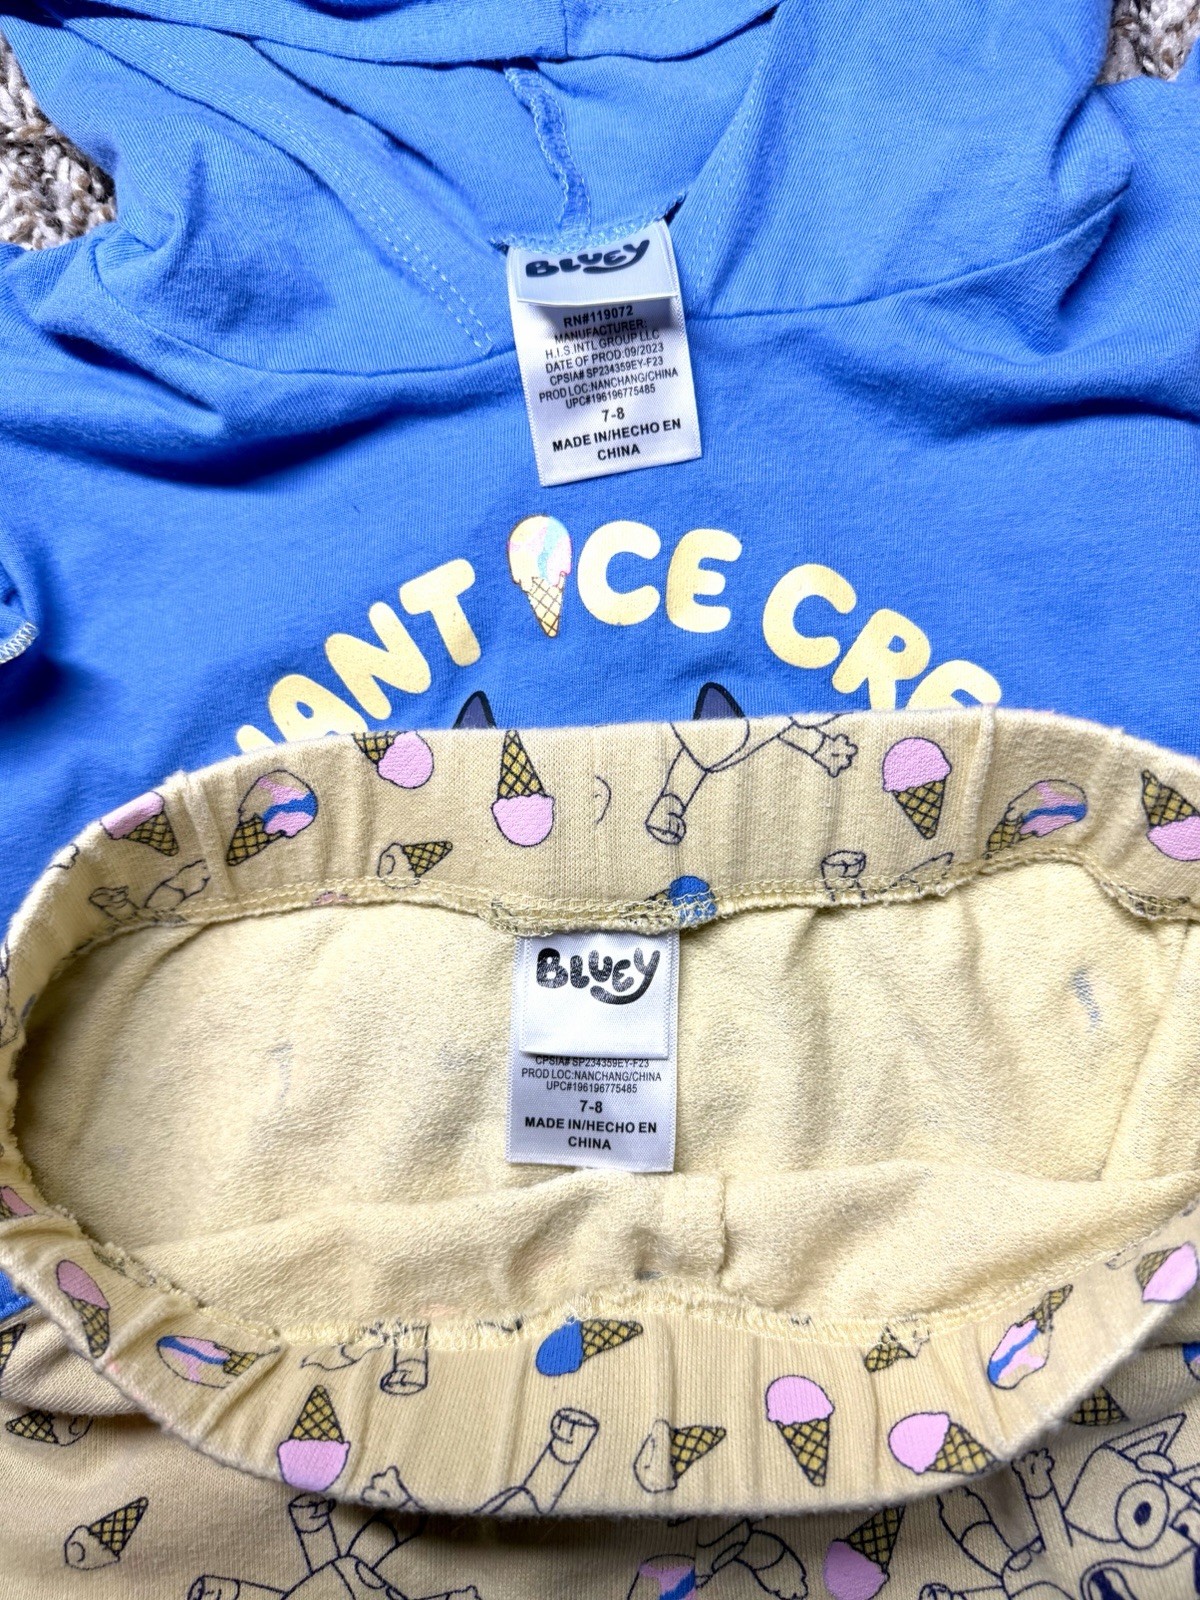 BLUEY
RN#119072
MANUFACTURER:
H.I.S.INTL GROUP LLC
DATE OF PROD:09/2023
CPSIA# SP234359EY-F23
PROD LOC:NANCHANG/CHINA
UPC#196196775485
7-8
MADE IN/HECHO EN
CHINA
WANT ICE CRE
BLUEY
CPSIA# SP234359EY-F23
PROD LOC:NANCHANG/CHINA
UPC#196196775485
7-8
MADE IN/HECHO EN
CHINA